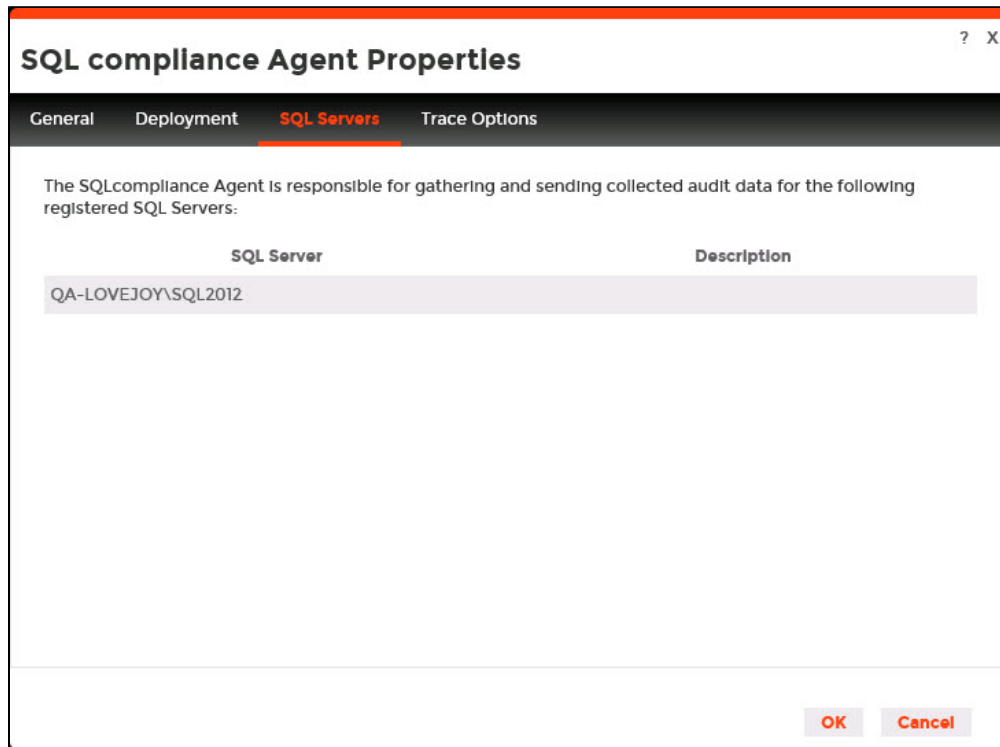 ? X
SQL compliance Agent Properties
General Deployment SQL Servers Trace Options
The SQLcompliance Agent is responsible for gathering and sending collected audit data for the following
registered SQL Servers:
SQL Server Description
QA-LOVEJOY\SQL2012
OK Cancel